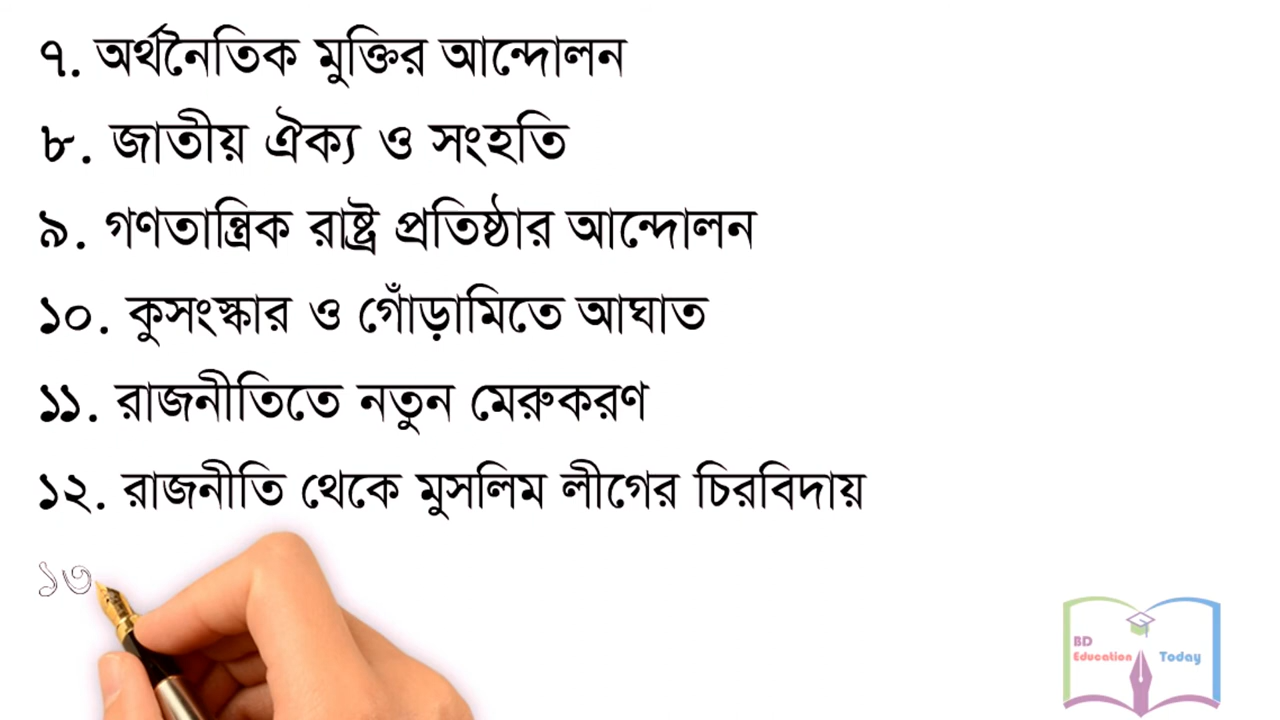 ৭. অর্থনৈতিক মুক্তির আন্দোলন
৮. জাতীয় ঐক্য ও সংহতি
৯. গণতান্ত্রিক রাষ্ট্র প্রতিষ্ঠার আন্দোলন
১০. কুসংস্কার ও গোঁড়ামিতে আঘাত
১১. রাজনীতিতে নতুন মেরুকরণ
১২. রাজনীতি থেকে মুসলিম লীগের চিরবিদায়
১৩
BD
Education Today